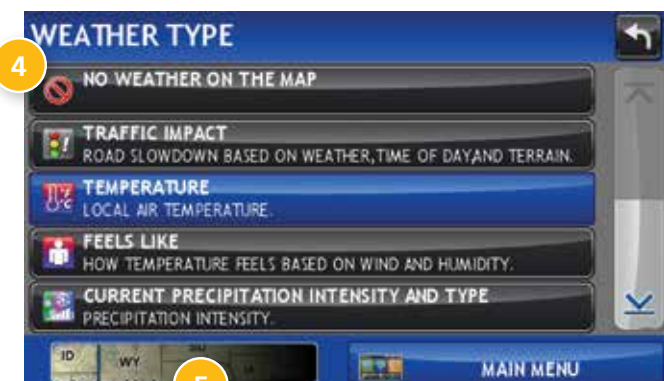 WEATHER TYPE
4
NO WEATHER ON THE MAP
TRAFFIC IMPACT
ROAD SLOWDOWN BASED ON WEATHER,TIME OF DAY,AND TERRAIN.
TEMPERATURE
LOCAL AIR TEMPERATURE.
FEELS LIKE
HOW TEMPERATURE FEELS BASED ON WIND AND HUMIDITY.
CURRENT PRECIPITATION INTENSITY AND TYPE
PRECIPITATION INTENSITY.
ID
WY
5
MAIN MENU